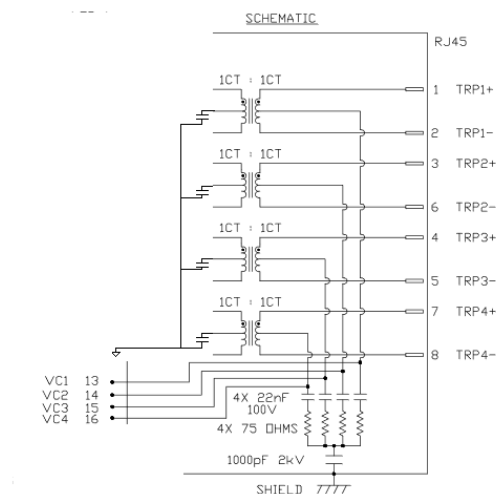 SCHEMATIC
RJ45
1CT : 1CT
1 TRP1+
2 TRP1-
1CT : 1CT
3 TRP2+
6 TRP2-
1CT : 1CT
4 TRP3+
5 TRP3-
1CT : 1CT
7 TRP4+
8 TRP4-
VC1 13
VC2 14
VC3 15
VC4 16
4X 22nF
100V
4X 75 OHMS
1000pF 2kV
SHIELD